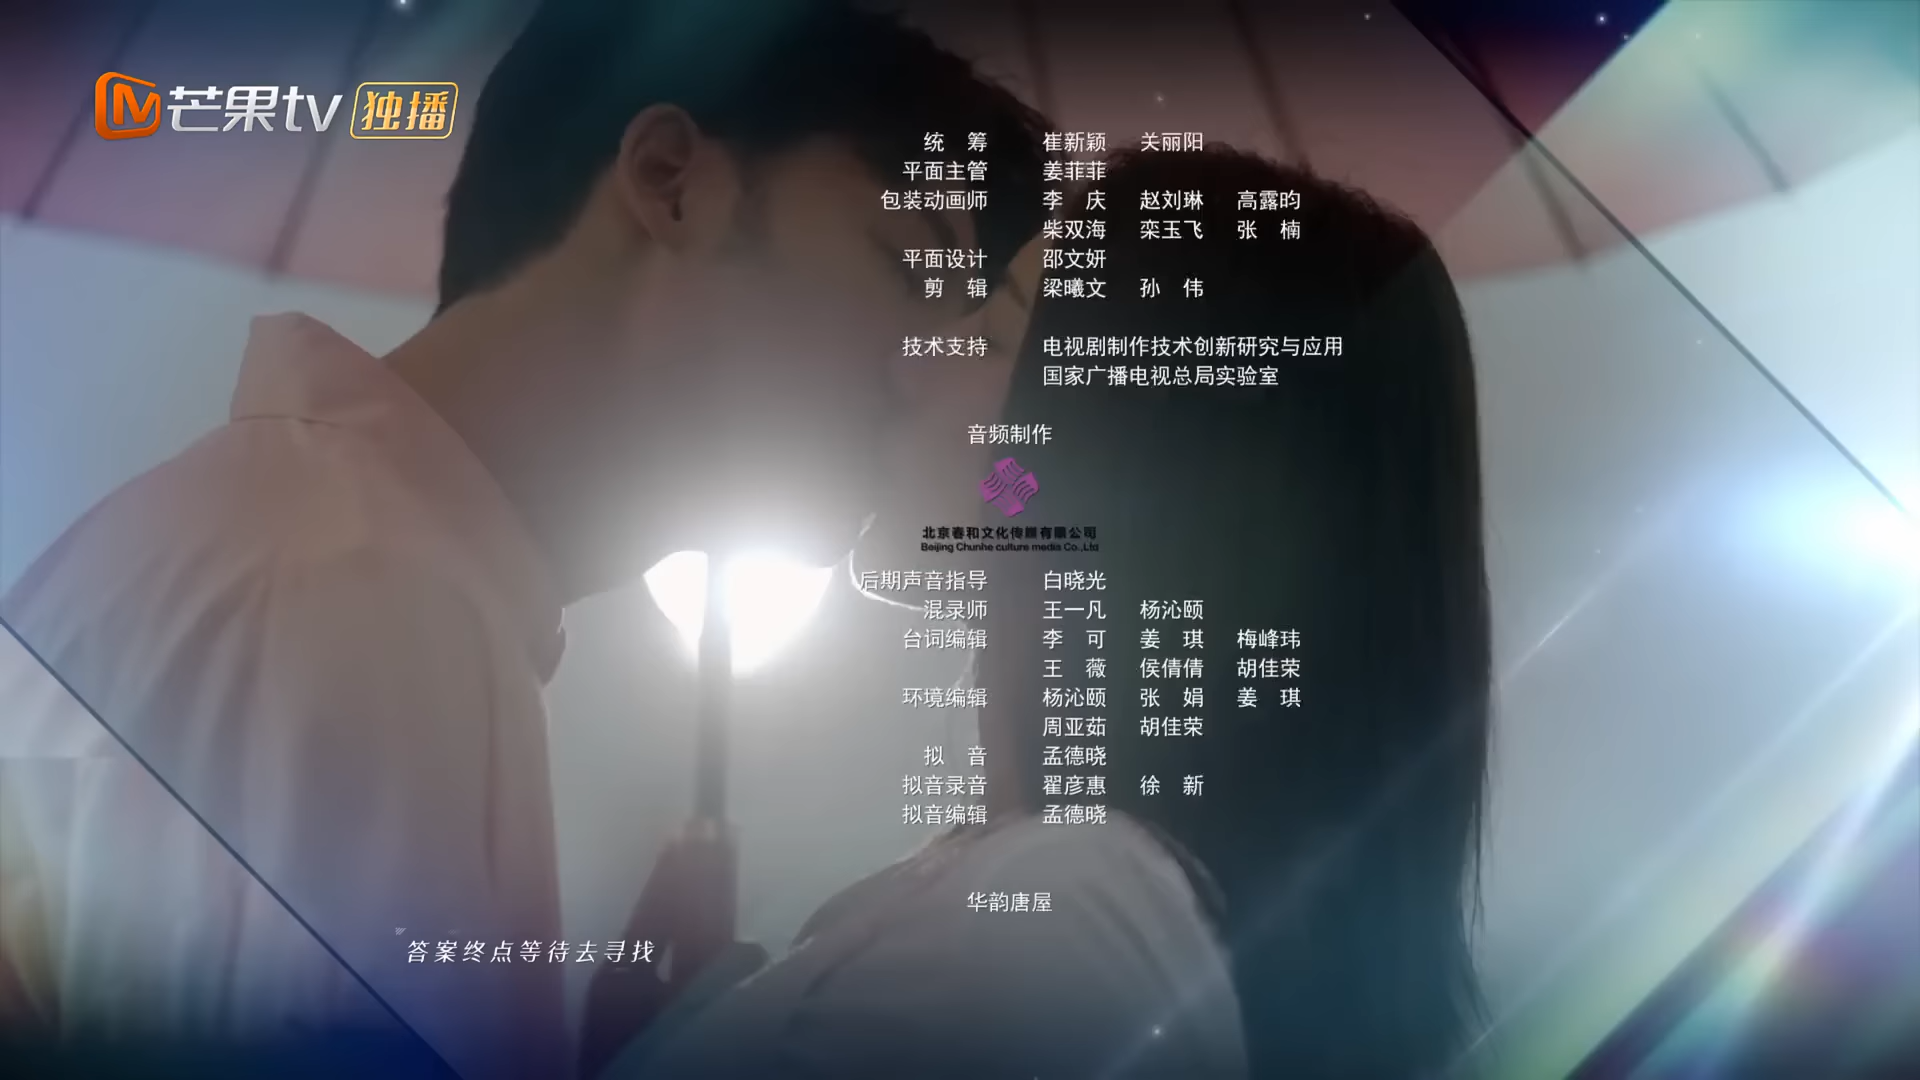 芒果tv 独播
统　筹 崔新颖 关丽阳
平面主管 姜菲菲
包装动画师 李　庆 赵刘琳 高露昀
柴双海 栾玉飞 张　楠
平面设计 邵文妍
剪　辑 梁曦文 孙　伟
技术支持 电视剧制作技术创新研究与应用
国家广播电视总局实验室
音频制作
北京春和文化传媒有限公司
Beijing Chunhe culture media Co.,Ltd
后期声音指导 白晓光
混录师 王一凡 杨沁颐
台词编辑 李　可 姜　琪 梅峰玮
王　薇 侯倩倩 胡佳荣
环境编辑 杨沁颐 张　娟 姜　琪
周亚茹 胡佳荣
拟　音 孟德晓
拟音录音 翟彦惠 徐　新
拟音编辑 孟德晓
华韵唐屋
答案终点等待去寻找